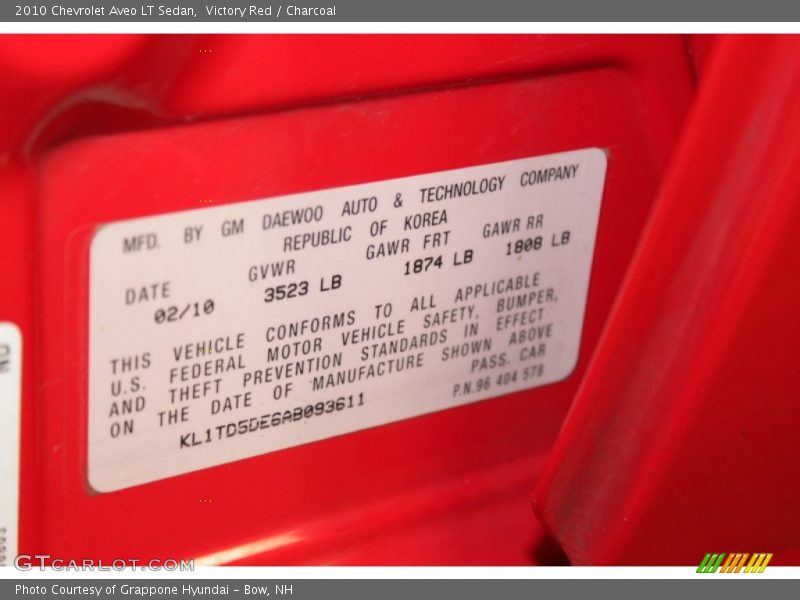 2010 Chevrolet Aveo LT Sedan, Victory Red / Charcoal
MFD. BY GM DAEWOO AUTO & TECHNOLOGY COMPANY
REPUBLIC OF KOREA
DATE GVWR GAWR FRT GAWR RR
02/10 3523 LB 1874 LB 1808 LB
THIS VEHICLE CONFORMS TO ALL APPLICABLE
U.S. FEDERAL MOTOR VEHICLE SAFETY, BUMPER,
AND THEFT PREVENTION STANDARDS IN EFFECT
ON THE DATE OF MANUFACTURE SHOWN ABOVE
KL1TD5DE6AB093611 PASS. CAR
P.N.96 404 578
GTCARLOT.COM
Photo Courtesy of Grappone Hyundai - Bow, NH